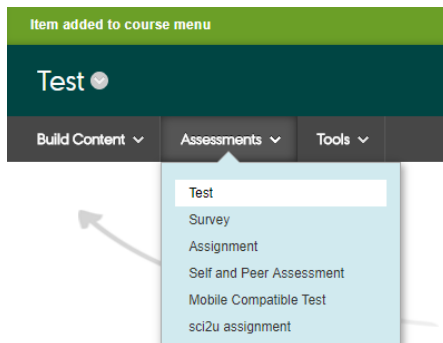 Item added to course menu
Test
Build Content Assessments Tools
Test
Survey
Assignment
Self and Peer Assessment
Mobile Compatible Test
sci2u assignment